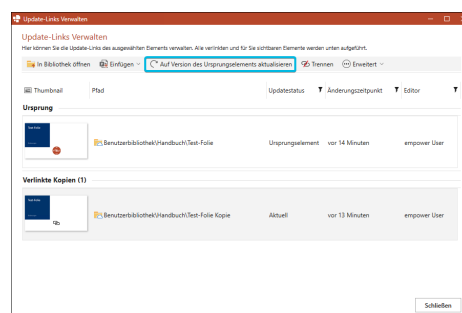 Update-Links Verwalten
Update-Links Verwalten
Hier können Sie die Update-Links des ausgewählten Elements verwalten. Alle verlinkten und für Sie sichtbaren Elemente werden unten aufgeführt.
In Bibliothek öffnen Einfügen Auf Version des Ursprungselements aktualisieren Trennen Erweitert
Thumbnail Pfad Updatestatus Änderungszeitpunkt Editor
Ursprung
Test-Folie
Benutzerbibliothek\Handbuch\Test-Folie Ursprungselement vor 14 Minuten empower User
Verlinkte Kopien (1)
Test-Folie
Benutzerbibliothek\Handbuch\Test-Folie Kopie Aktuell vor 13 Minuten empower User
Schließen